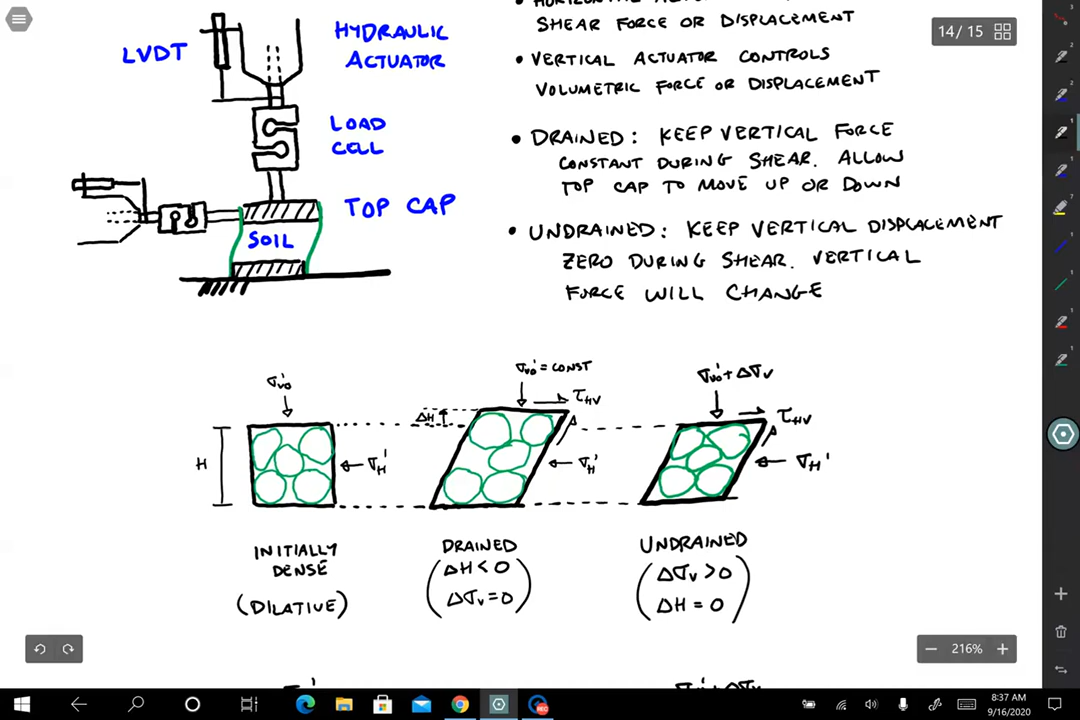 SHEAR FORCE OR DISPLACEMENT
14 / 15
LVDT
HYDRAULIC
ACTUATOR
• VERTICAL ACTUATOR CONTROLS
VOLUMETRIC FORCE OR DISPLACEMENT
LOAD
CELL
• DRAINED: KEEP VERTICAL FORCE
CONSTANT DURING SHEAR. ALLOW
TOP CAP TO MOVE UP OR DOWN
TOP CAP
SOIL
• UNDRAINED: KEEP VERTICAL DISPLACEMENT
ZERO DURING SHEAR. VERTICAL
FORCE WILL CHANGE
σvo'
H
σH'
INITIALLY
DENSE
(DILATIVE)
σvo' = CONST
τHV
ΔH
σH'
DRAINED
(ΔH < 0
Δσv = 0)
σvo' + Δσv
τHV
σH'
UNDRAINED
(Δσv > 0
ΔH = 0)
216%
8:37 AM
9/16/2020